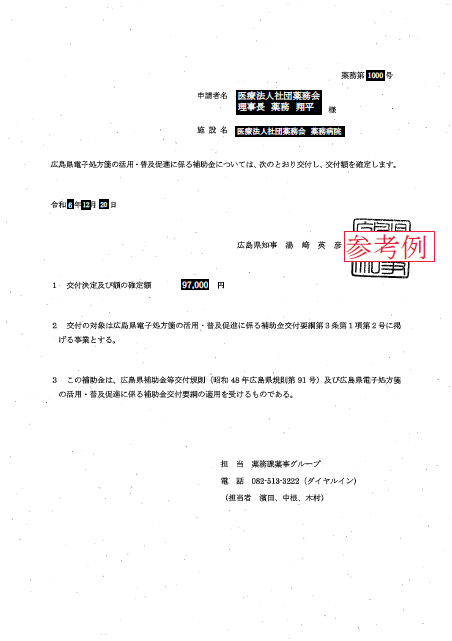 薬務第 1000 号
申請者名 医療法人社団薬務会
理事長 薬務 翔平 様
施 設 名 医療法人社団薬務会 薬務病院
広島県電子処方箋の活用・普及促進に係る補助金については、次のとおり交付し、交付額を確定します。
令和 6 年 12 月 20 日
広島県知事 湯 﨑 英 彦
参考例
1 交付決定及び額の確定額 97,000 円
2 交付の対象は広島県電子処方箋の活用・普及促進に係る補助金交付要綱第3条第1項第2号に掲
げる事業とする。
3 この補助金は、広島県補助金等交付規則（昭和 48 年広島県規則第 91 号）及び広島県電子処方箋
の活用・普及促進に係る補助金交付要綱の適用を受けるものである。
担 当 薬務課薬事グループ
電 話 082-513-3222（ダイヤルイン）
（担当者 濱田、中根、木村）